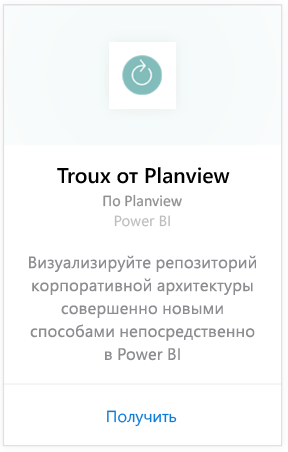 Troux от Planview
По Planview
Power BI
Визуализируйте репозиторий
корпоративной архитектуры
совершенно новыми
способами непосредственно
в Power BI
Получить